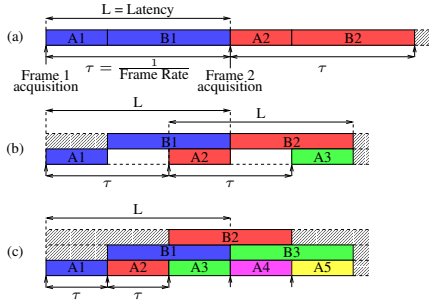 L = Latency
(a) A1 B1 A2 B2
τ = 1/Frame Rate τ
Frame 1 acquisition Frame 2 acquisition
L
L
(b) B1 B2
A1 A2 A3
τ τ
L
B2
(c) B1 B3
A1 A2 A3 A4 A5
τ τ